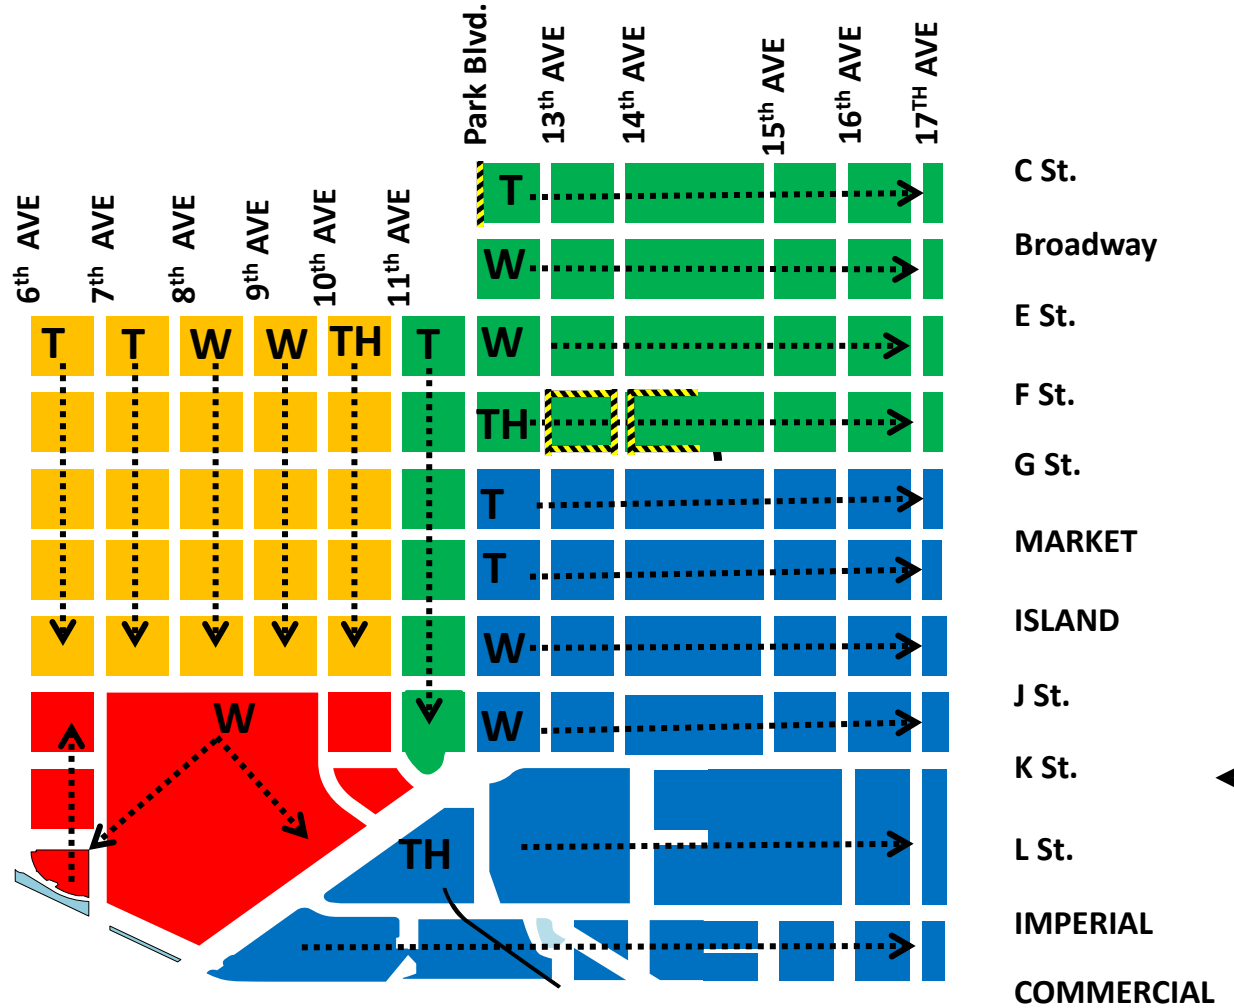 Park Blvd.
13th AVE
14th AVE
15th AVE
16th AVE
17TH AVE
6th AVE
7th AVE
8th AVE
9th AVE
10th AVE
11th AVE
C St.
T
Broadway
W
E St.
T
T
W
W
TH
T
W
F St.
TH
G St.
T
MARKET
T
ISLAND
W
J St.
W
W
K St.
L St.
TH
IMPERIAL
COMMERCIAL